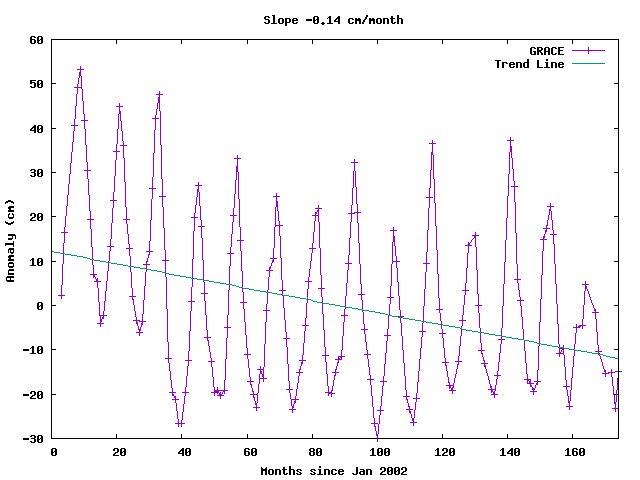 Slope -0.14 cm/month
GRACE
Trend Line
60
50
40
30
20
10
0
-10
-20
-30
Anomaly (cm)
0 20 40 60 80 100 120 140 160
Months since Jan 2002